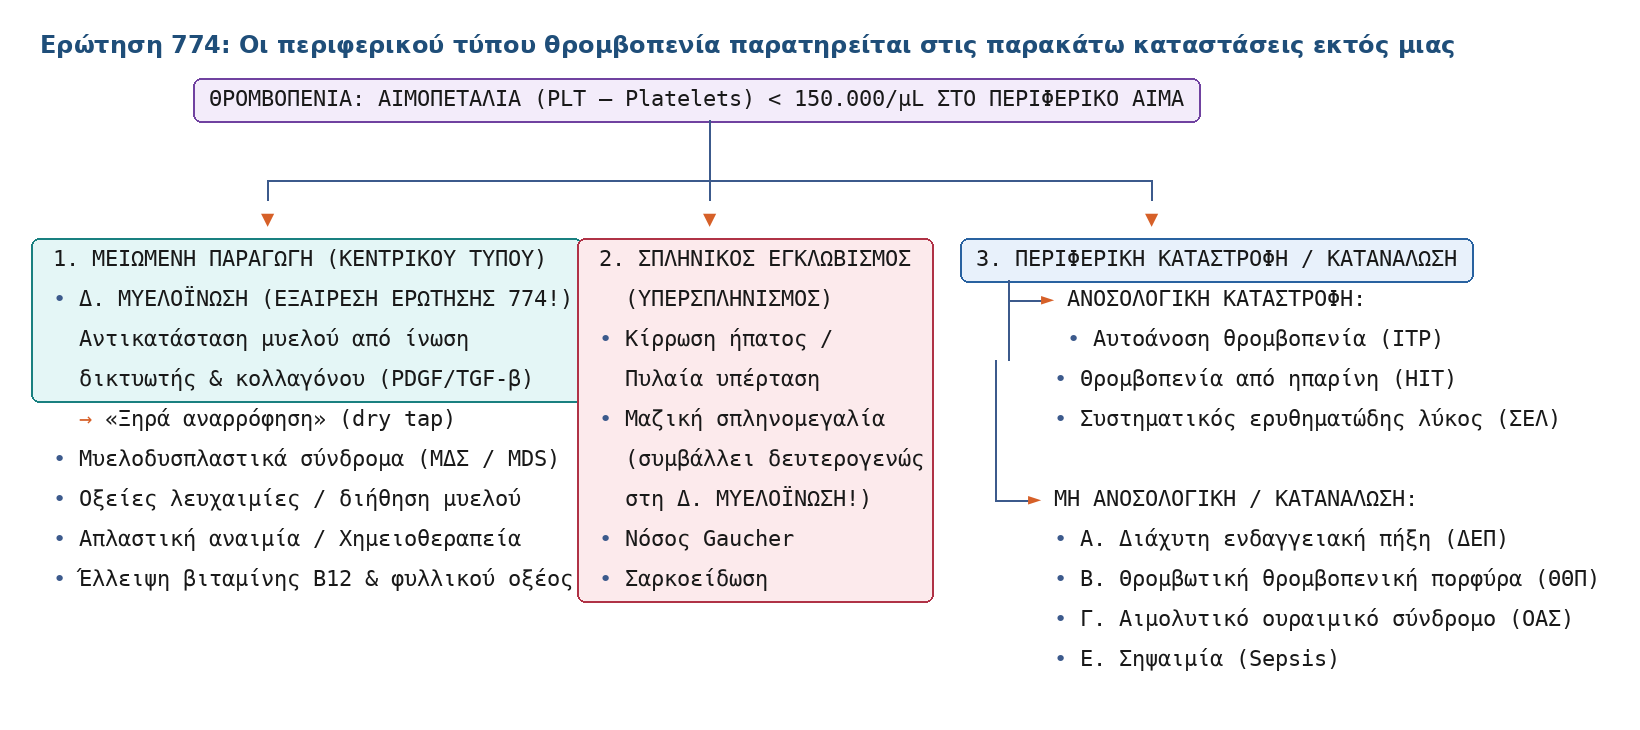 Ερώτηση 774: Οι περιφερικού τύπου θρομβοπενία παρατηρείται στις παρακάτω καταστάσεις εκτός μιας
ΘΡΟΜΒΟΠΕΝΙΑ: ΑΙΜΟΠΕΤΑΛΙΑ (PLT – Platelets) < 150.000/μL ΣΤΟ ΠΕΡΙΦΕΡΙΚΟ ΑΙΜΑ
1. ΜΕΙΩΜΕΝΗ ΠΑΡΑΓΩΓΗ (ΚΕΝΤΡΙΚΟΥ ΤΥΠΟΥ)
• Δ. ΜΥΕΛΟΪΝΩΣΗ (ΕΞΑΙΡΕΣΗ ΕΡΩΤΗΣΗΣ 774!)
Αντικατάσταση μυελού από ίνωση
δικτυωτής & κολλαγόνου (PDGF/TGF-β)
→ «Ξηρά αναρρόφηση» (dry tap)
• Μυελοδυσπλαστικά σύνδρομα (ΜΔΣ / MDS)
• Οξείες λευχαιμίες / διήθηση μυελού
• Απλαστική αναιμία / Χημειοθεραπεία
• Έλλειψη βιταμίνης B12 & φυλλικού οξέος
2. ΣΠΛΗΝΙΚΟΣ ΕΓΚΛΩΒΙΣΜΟΣ
(ΥΠΕΡΣΠΛΗΝΙΣΜΟΣ)
• Κίρρωση ήπατος /
Πυλαία υπέρταση
• Μαζική σπληνομεγαλία
(συμβάλλει δευτερογενώς
στη Δ. ΜΥΕΛΟΪΝΩΣΗ!)
• Νόσος Gaucher
• Σαρκοείδωση
3. ΠΕΡΙΦΕΡΙΚΗ ΚΑΤΑΣΤΡΟΦΗ / ΚΑΤΑΝΑΛΩΣΗ
ΑΝΟΣΟΛΟΓΙΚΗ ΚΑΤΑΣΤΡΟΦΗ:
• Αυτοάνοση θρομβοπενία (ITP)
• Θρομβοπενία από ηπαρίνη (HIT)
• Συστηματικός ερυθηματώδης λύκος (ΣΕΛ)
ΜΗ ΑΝΟΣΟΛΟΓΙΚΗ / ΚΑΤΑΝΑΛΩΣΗ:
• Α. Διάχυτη ενδαγγειακή πήξη (ΔΕΠ)
• Β. Θρομβωτική θρομβοπενική πορφύρα (ΘΘΠ)
• Γ. Αιμολυτικό ουραιμικό σύνδρομο (ΟΑΣ)
• Ε. Σηψαιμία (Sepsis)